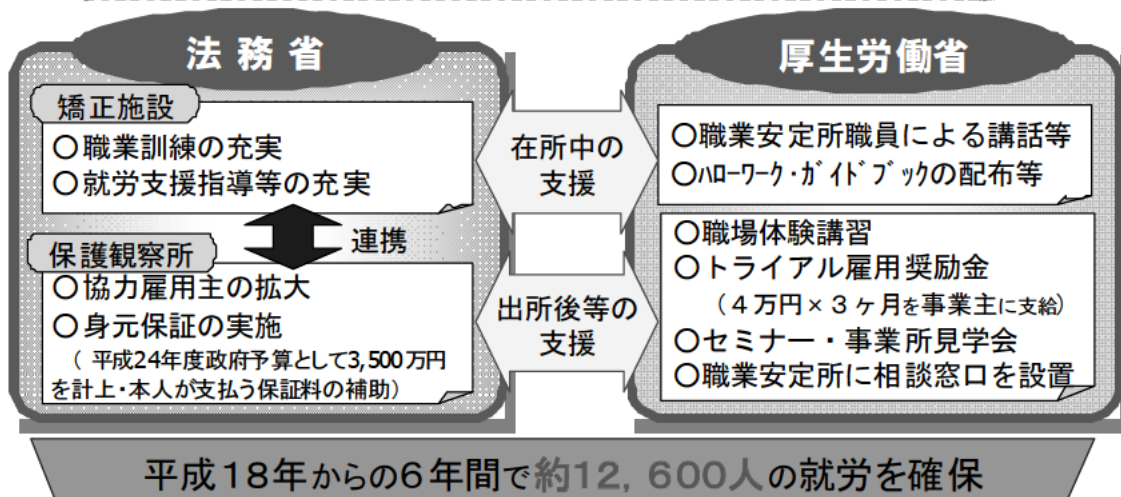 法務省
矯正施設
○職業訓練の充実
○就労支援指導等の充実
連携
保護観察所
○協力雇用主の拡大
○身元保証の実施
（ 平成24年度政府予算として3,500万円
を計上・本人が支払う保証料の補助）
在所中の
支援
出所後等の
支援
厚生労働省
○職業安定所職員による講話等
○ﾊﾛｰﾜｰｸ・ｶﾞｲﾄﾞﾌﾞｯｸの配布等
○職場体験講習
○トライアル雇用奨励金
（４万円×３ヶ月を事業主に支給）
○セミナー・事業所見学会
○職業安定所に相談窓口を設置
平成１８年からの６年間で約１２，６００人の就労を確保